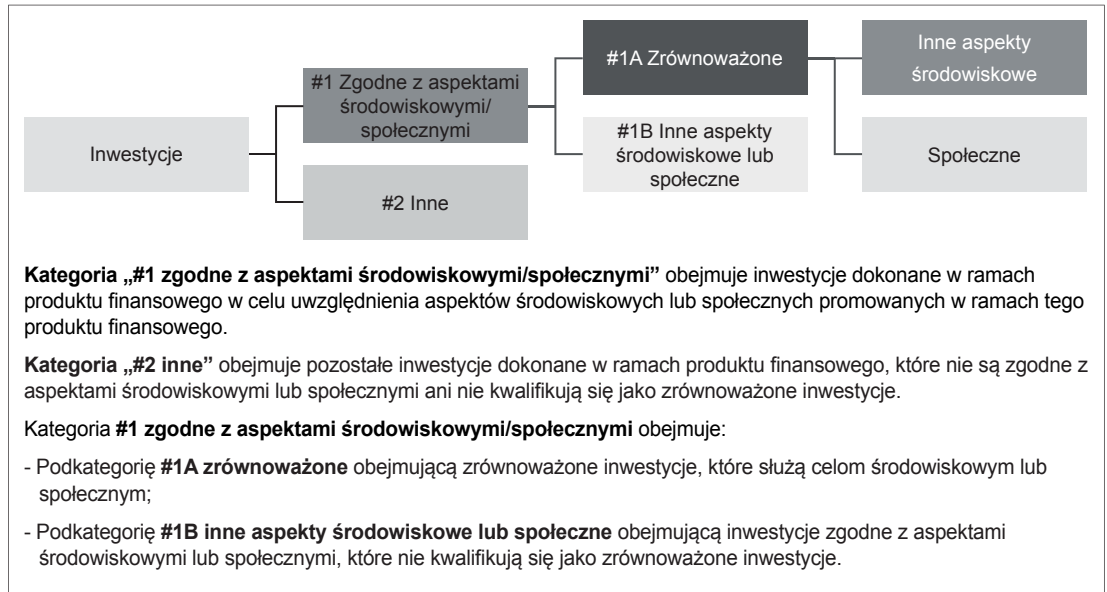 Inwestycje
#1 Zgodne z aspektami
środowiskowymi/
społecznymi
#2 Inne
#1A Zrównoważone
#1B Inne aspekty
środowiskowe lub
społeczne
Inne aspekty
środowiskowe
Społeczne
Kategoria „#1 zgodne z aspektami środowiskowymi/społecznymi” obejmuje inwestycje dokonane w ramach
produktu finansowego w celu uwzględnienia aspektów środowiskowych lub społecznych promowanych w ramach tego
produktu finansowego.
Kategoria „#2 inne” obejmuje pozostałe inwestycje dokonane w ramach produktu finansowego, które nie są zgodne z
aspektami środowiskowymi lub społecznymi ani nie kwalifikują się jako zrównoważone inwestycje.
Kategoria #1 zgodne z aspektami środowiskowymi/społecznymi obejmuje:
- Podkategorię #1A zrównoważone obejmującą zrównoważone inwestycje, które służą celom środowiskowym lub
społecznym;
- Podkategorię #1B inne aspekty środowiskowe lub społeczne obejmującą inwestycje zgodne z aspektami
środowiskowymi lub społecznymi, które nie kwalifikują się jako zrównoważone inwestycje.